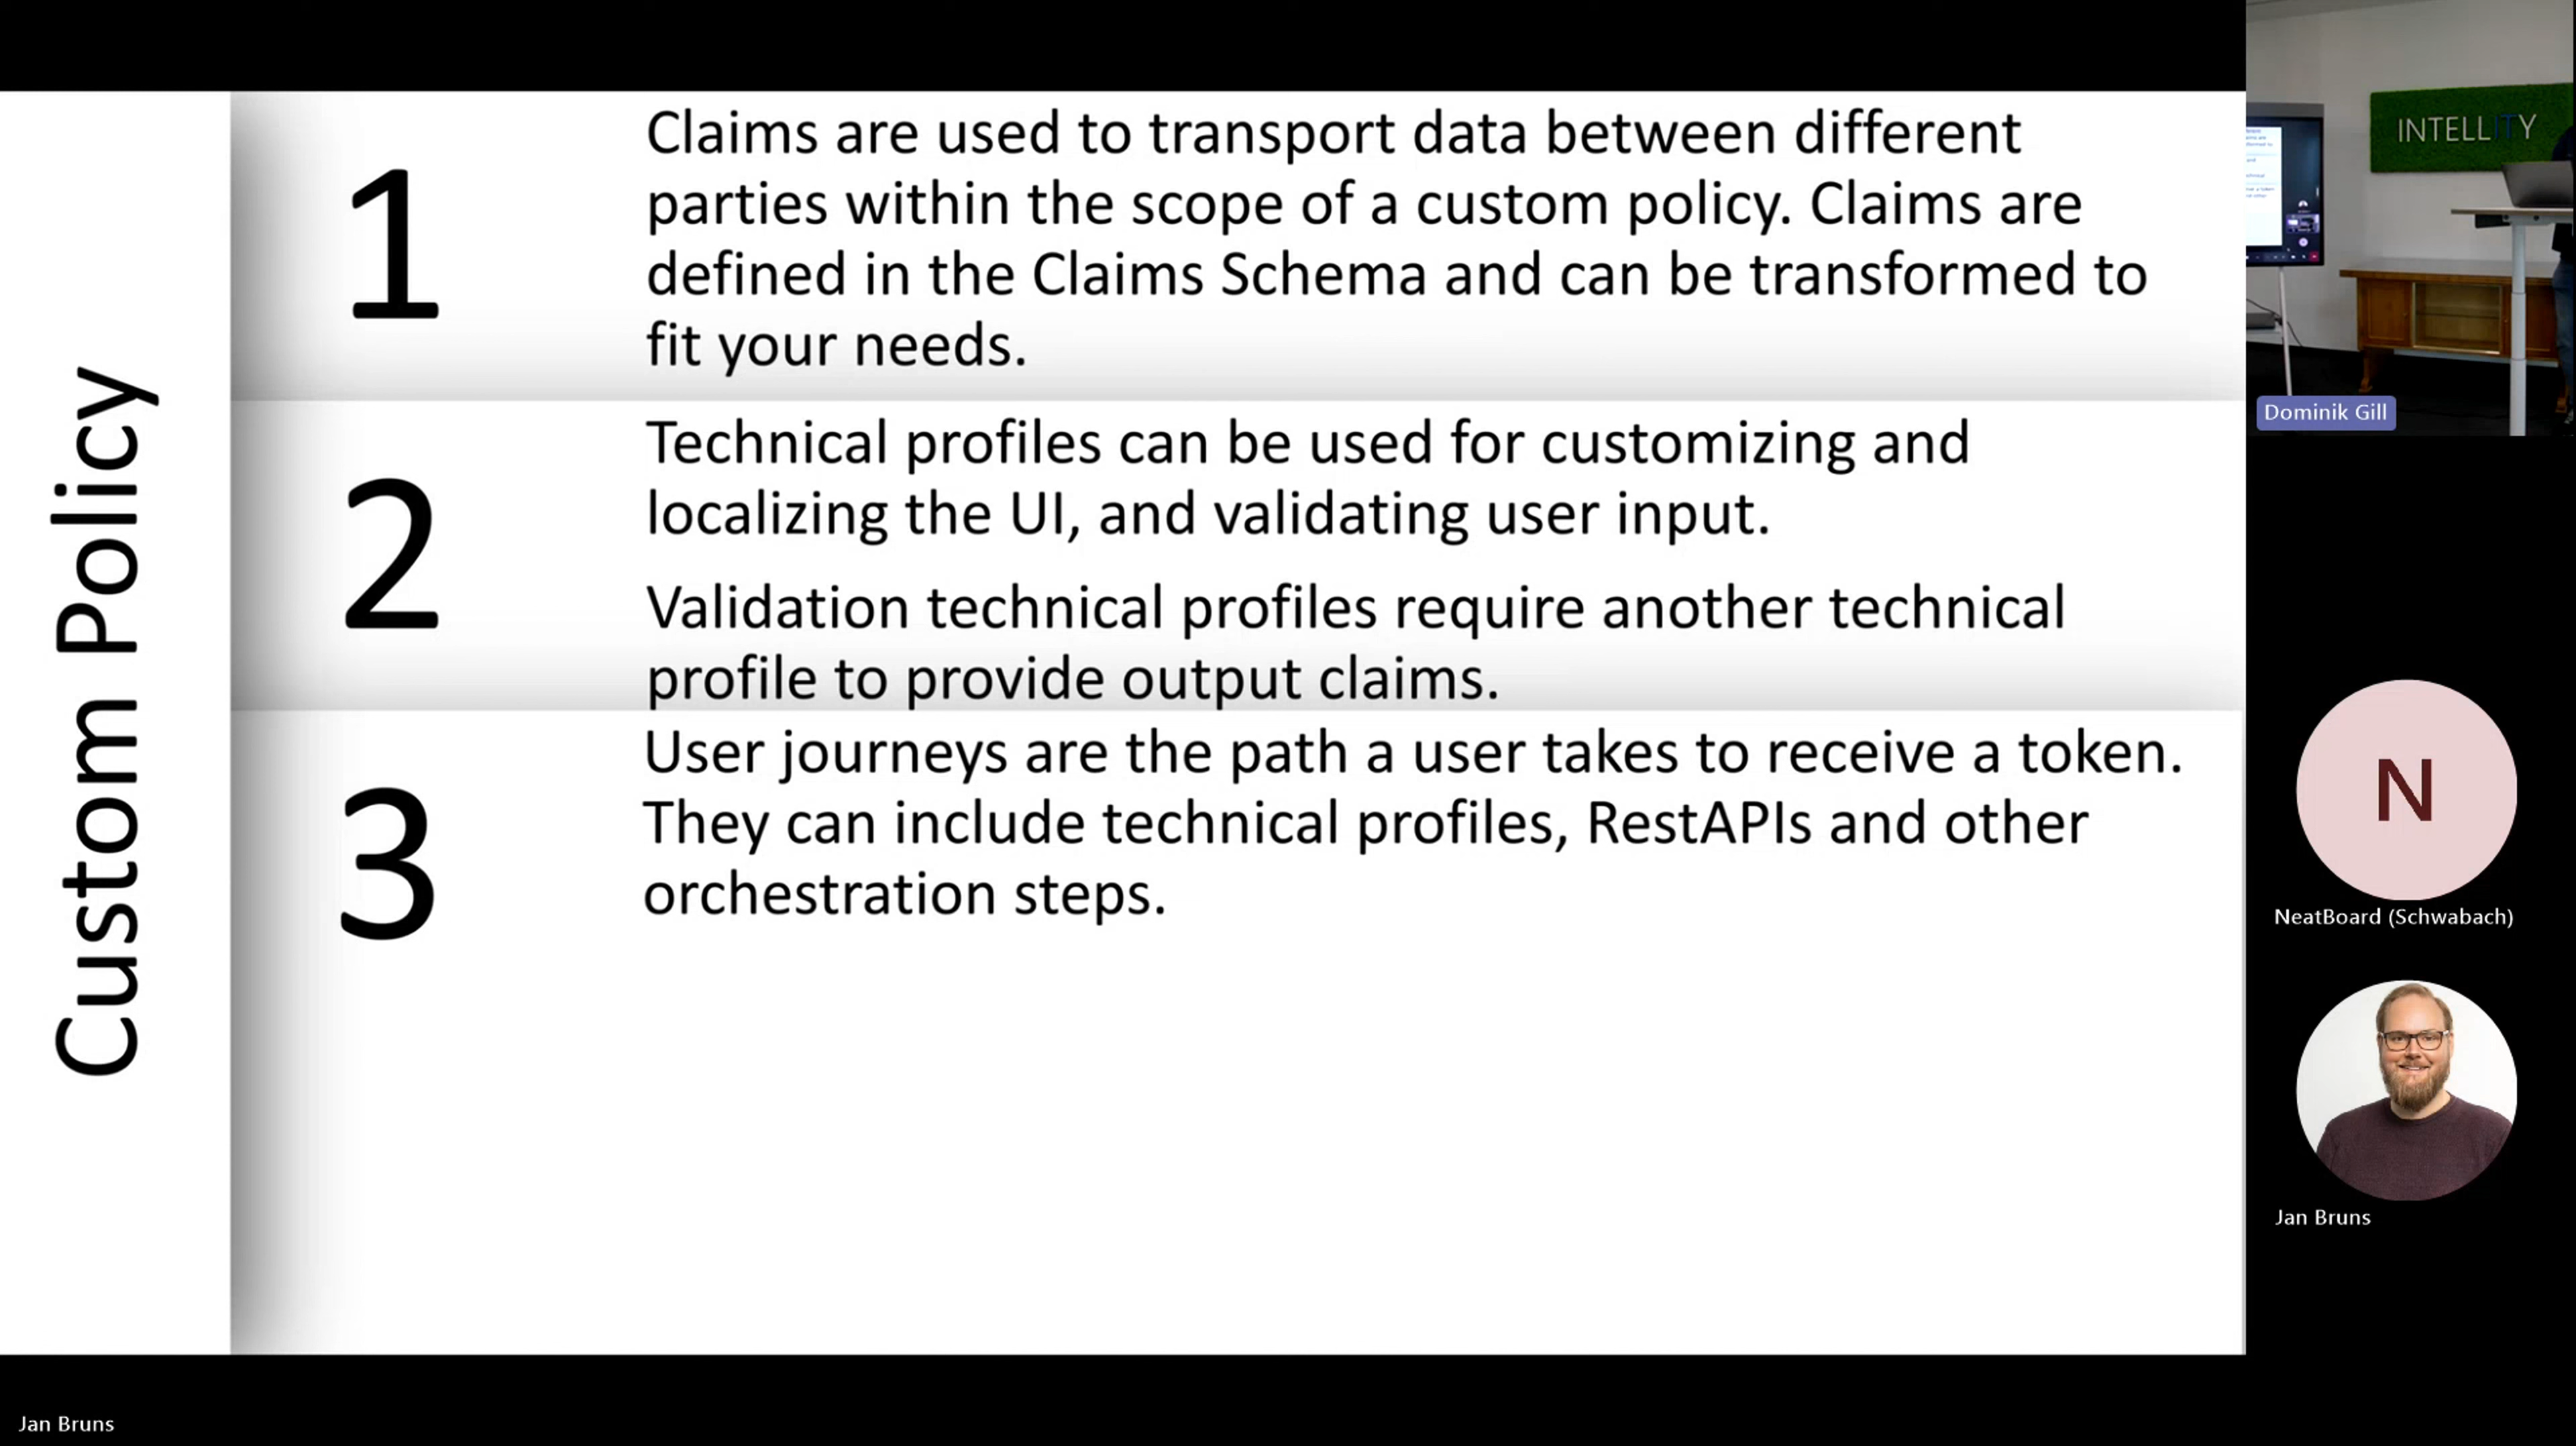 Custom Policy
1
Claims are used to transport data between different
parties within the scope of a custom policy. Claims are
defined in the Claims Schema and can be transformed to
fit your needs.
2
Technical profiles can be used for customizing and
localizing the UI, and validating user input.
Validation technical profiles require another technical
profile to provide output claims.
3
User journeys are the path a user takes to receive a token.
They can include technical profiles, RestAPIs and other
orchestration steps.
INTELLITY
Dominik Gill
N
NeatBoard (Schwabach)
Jan Bruns
Jan Bruns